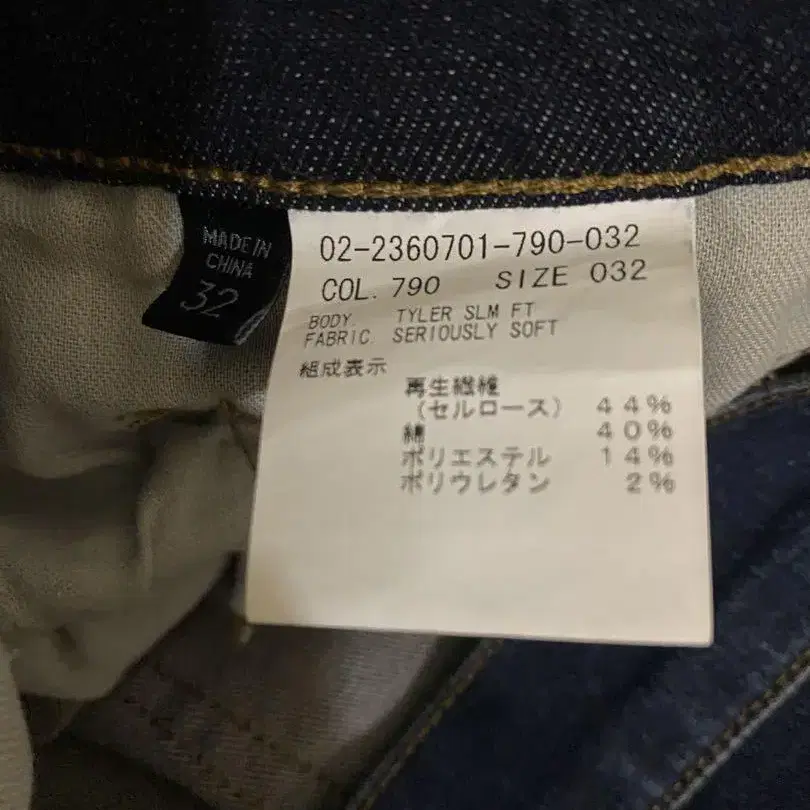 MADE IN
CHINA
32
02-2360701-790-032
COL. 790 SIZE 032
BODY. TYLER SLM FT
FABRIC. SERIOUSLY SOFT
組成表示
再生繊維
(セルロース) 44%
綿 40%
ポリエステル 14%
ポリウレタン 2%